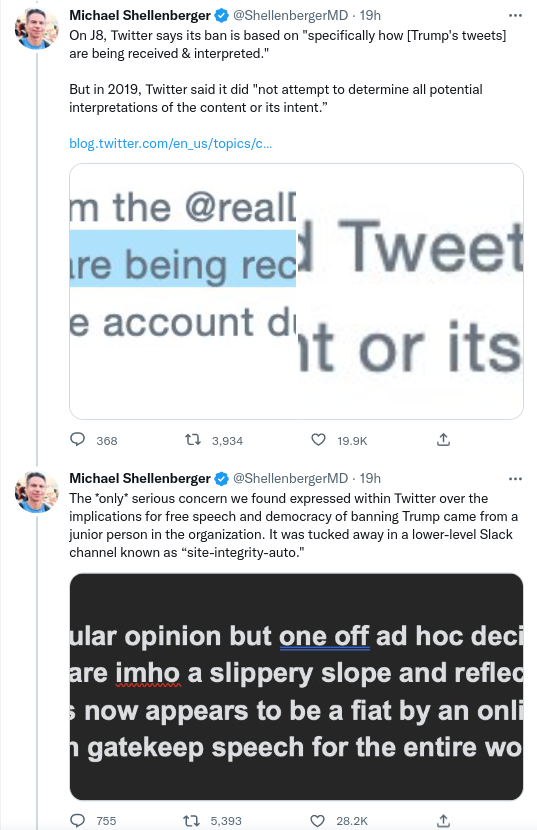 Michael Shellenberger @ShellenbergerMD · 19h
On J8, Twitter says its ban is based on "specifically how [Trump's tweets]
are being received & interpreted."
But in 2019, Twitter said it did "not attempt to determine all potential
interpretations of the content or its intent.”
blog.twitter.com/en_us/topics/c...
m the @realD
are being rec
e account du
d Tweet
nt or its
368 3,934 19.9K
Michael Shellenberger @ShellenbergerMD · 19h
The *only* serious concern we found expressed within Twitter over the
implications for free speech and democracy of banning Trump came from a
junior person in the organization. It was tucked away in a lower-level Slack
channel known as “site-integrity-auto."
ular opinion but one off ad hoc deci
are imho a slippery slope and reflec
s now appears to be a fiat by an onli
n gatekeep speech for the entire wo
755 5,393 28.2K